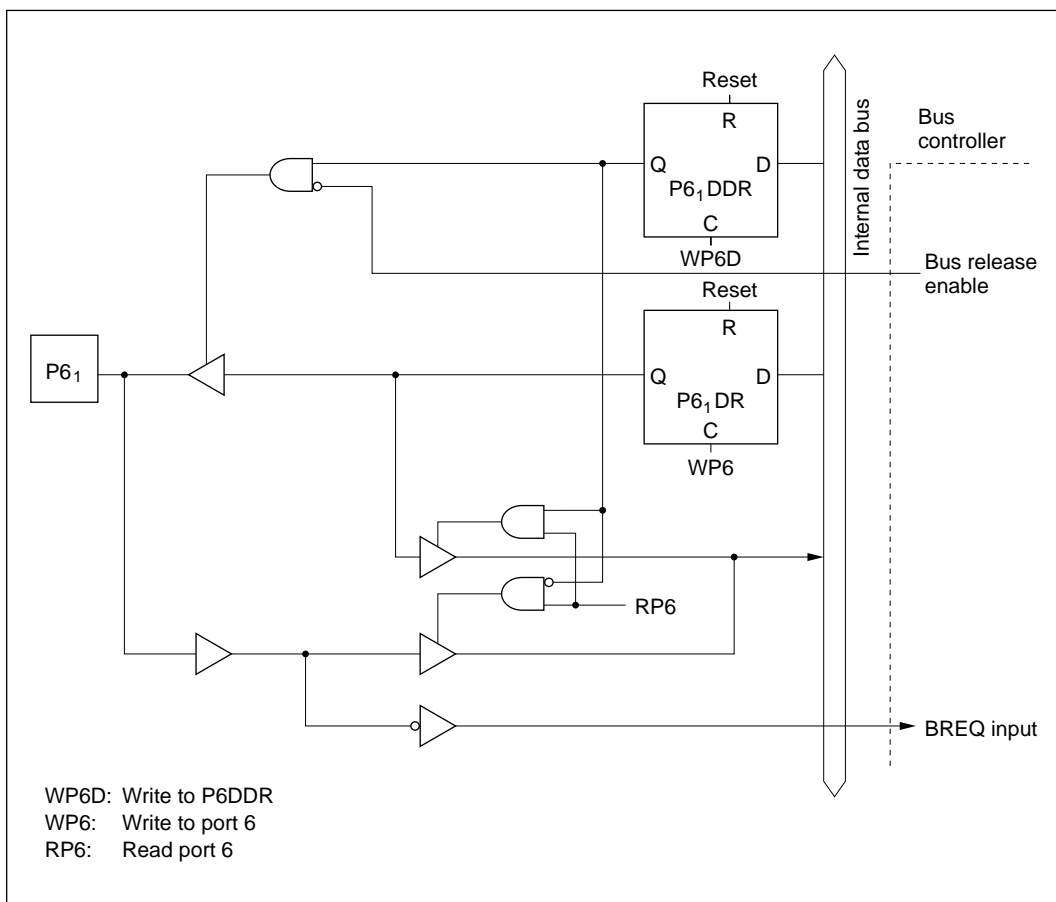 Reset
R
Q D
P6₁DDR
C
WP6D
Internal data bus
Bus
controller
Bus release
enable
Reset
R
P6₁
Q D
P6₁DR
C
WP6
RP6
BREQ input
WP6D: Write to P6DDR
WP6: Write to port 6
RP6: Read port 6